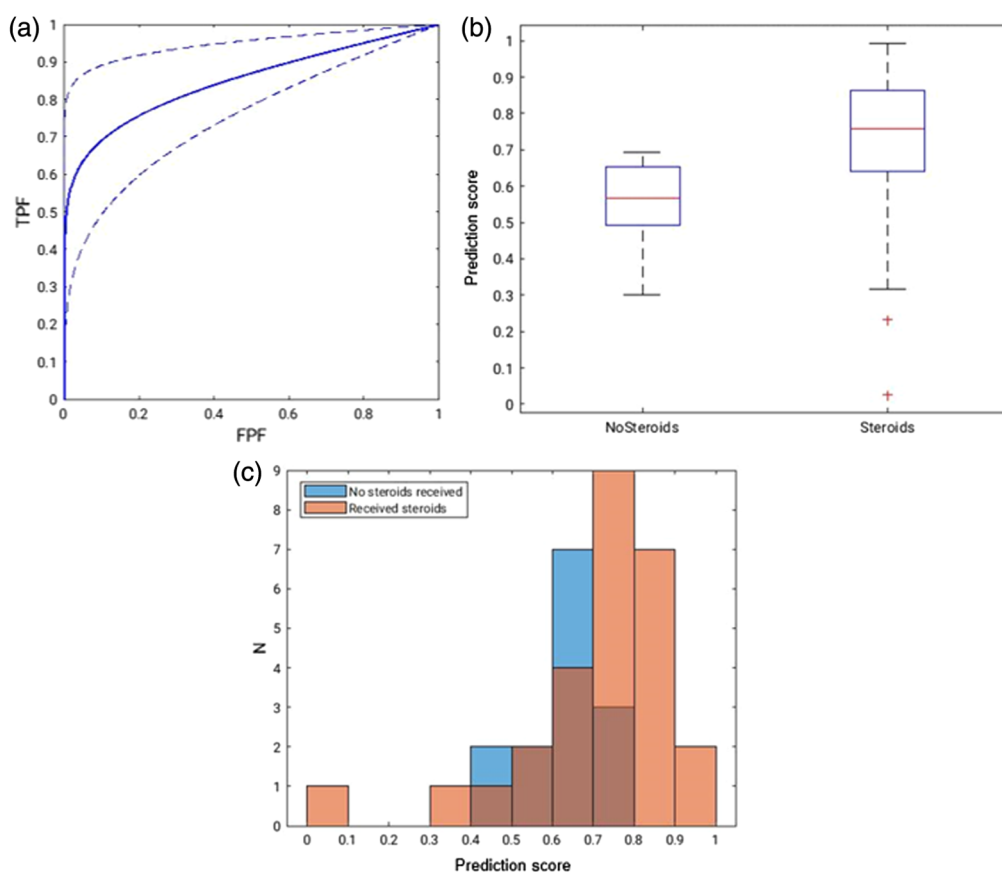 (a)
1
0.9
0.8
0.7
0.6
0.5
0.4
0.3
0.2
0.1
0
TPF
0 0.2 0.4 0.6 0.8 1
FPF
(b)
1
0.9
0.8
0.7
0.6
0.5
0.4
0.3
0.2
0.1
0
Prediction score
NoSteroids Steroids
(c)
9
8
7
6
5
4
3
2
1
0
N
No steroids received
Received steroids
0 0.1 0.2 0.3 0.4 0.5 0.6 0.7 0.8 0.9 1
Prediction score